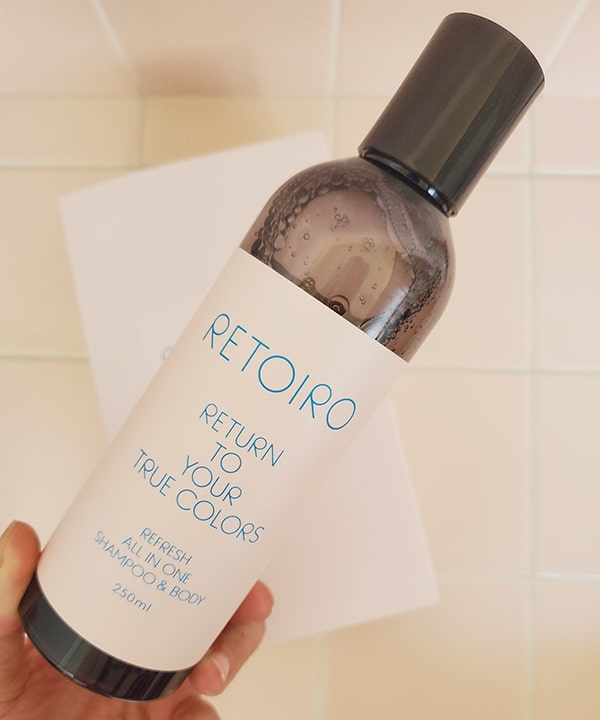 RETOIRO
RETURN
TO
YOUR
TRUE COLORS
REFRESH
ALL IN ONE
SHAMPOO & BODY
250ml